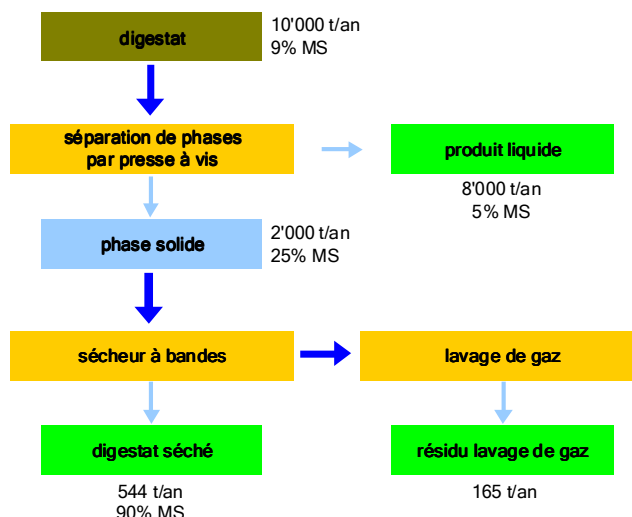 digestat
10'000 t/an
9% MS
séparation de phases
par presse à vis
produit liquide
8'000 t/an
5% MS
phase solide
2'000 t/an
25% MS
sécheur à bandes
lavage de gaz
digestat séché
résidu lavage de gaz
544 t/an
90% MS
165 t/an